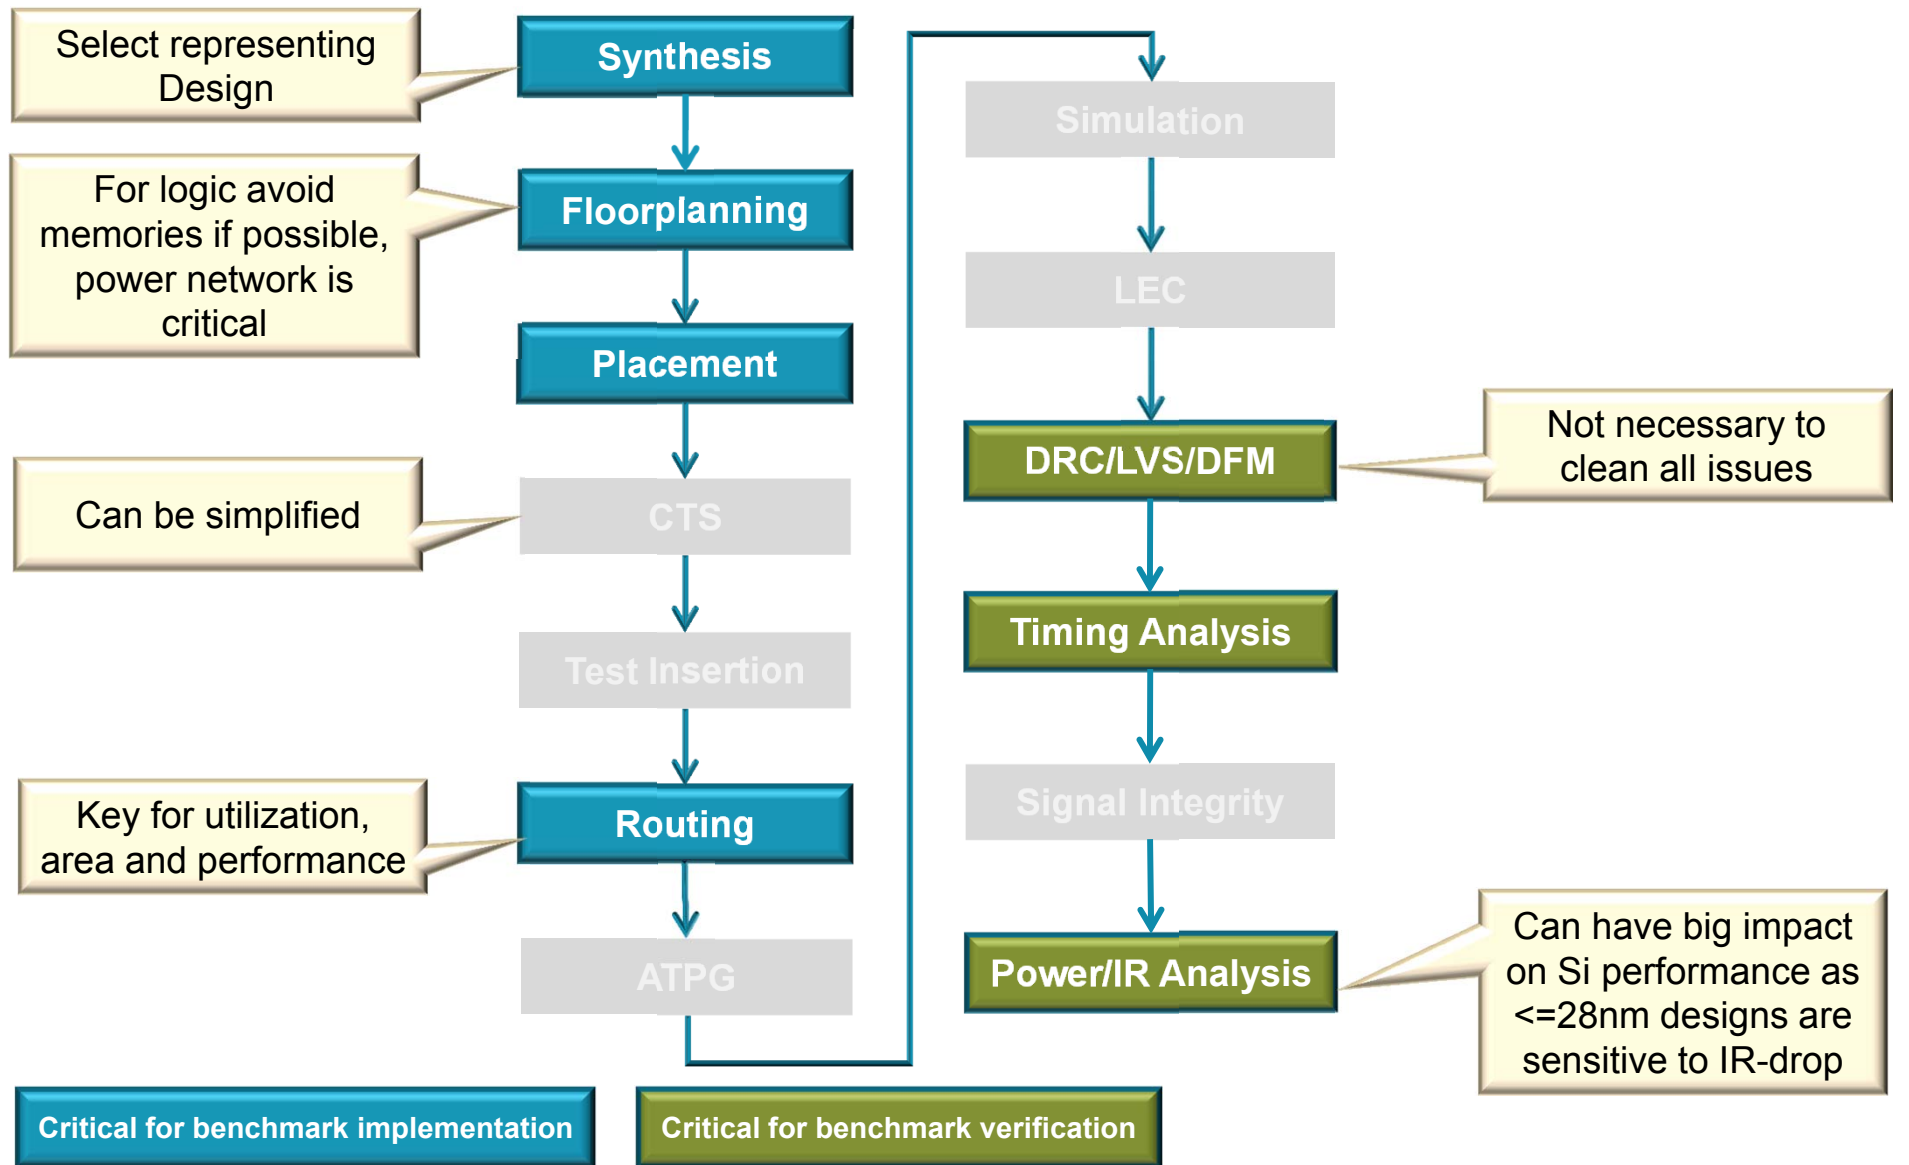 Select representing
Design
Synthesis
For logic avoid
memories if possible,
power network is
critical
Floorplanning
Placement
Can be simplified
CTS
Test Insertion
Key for utilization,
area and performance
Routing
ATPG
Simulation
LEC
DRC/LVS/DFM
Not necessary to
clean all issues
Timing Analysis
Signal Integrity
Power/IR Analysis
Can have big impact
on Si performance as
<=28nm designs are
sensitive to IR-drop
Critical for benchmark implementation
Critical for benchmark verification